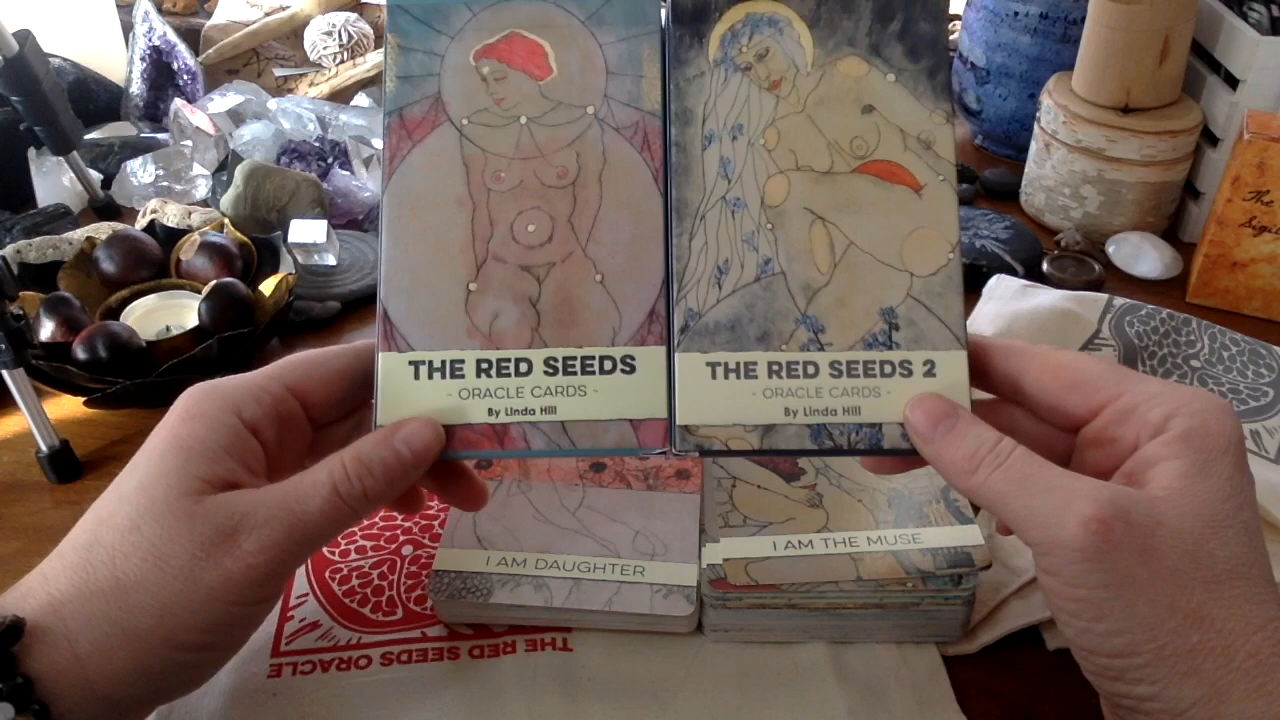 THE RED SEEDS
- ORACLE CARDS -
By Linda Hill
THE RED SEEDS 2
- ORACLE CARDS -
By Linda Hill
I AM DAUGHTER
I AM THE MUSE
THE RED SEEDS ORACLE
The